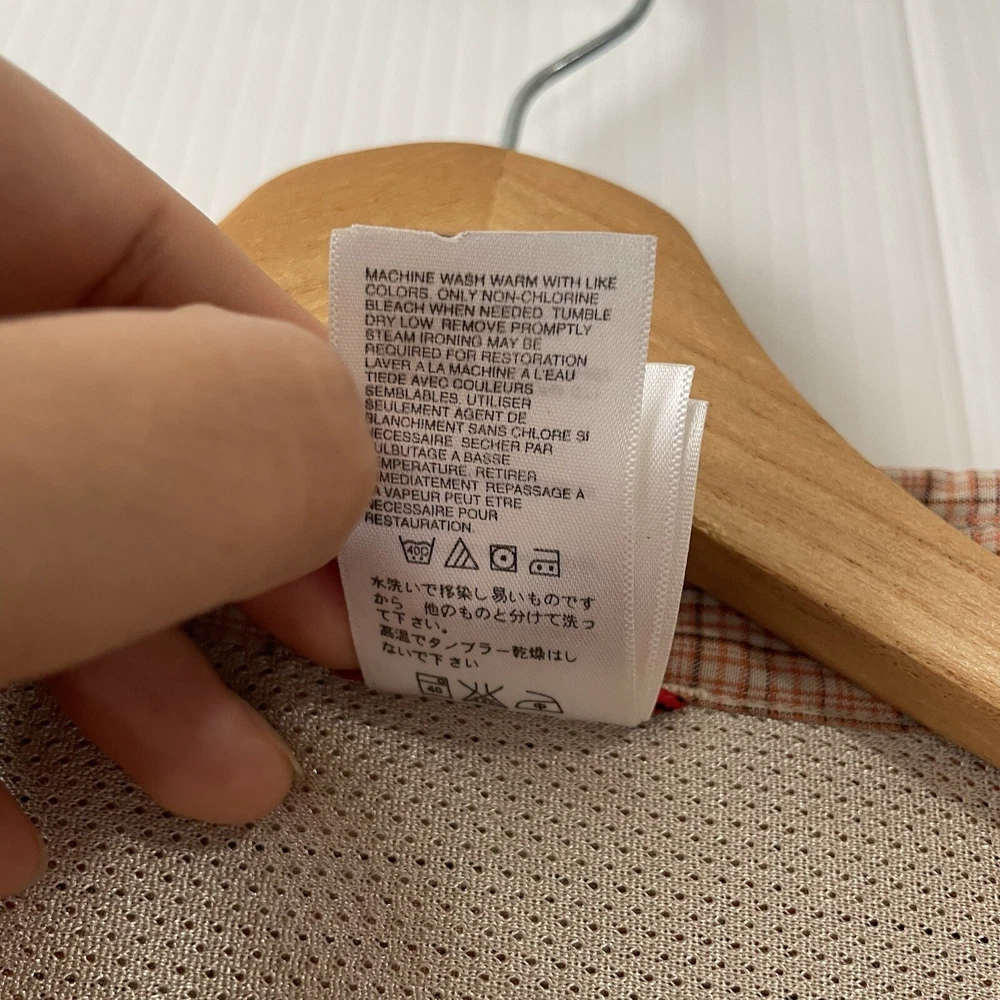 MACHINE WASH WARM WITH LIKE
COLORS. ONLY NON-CHLORINE
BLEACH WHEN NEEDED. TUMBLE
DRY LOW. REMOVE PROMPTLY
STEAM IRONING MAY BE
REQUIRED FOR RESTORATION
LAVER A LA MACHINE A L'EAU
TIEDE AVEC COULEURS
SEMBLABLES. UTILISER
SEULEMENT AGENT DE
BLANCHIMENT SANS CHLORE SI
NECESSAIRE. SECHER PAR
CULBUTAGE A BASSE
TEMPERATURE. RETIRER
IMMEDIATEMENT. REPASSAGE À
LA VAPEUR PEUT ETRE
NECESSAIRE POUR
RESTAURATION.
40
水洗いで移染し易いものです
から 他のものと分けて洗っ
て下さい。
高温でタンブラー乾燥はし
ないで下さい
40 中